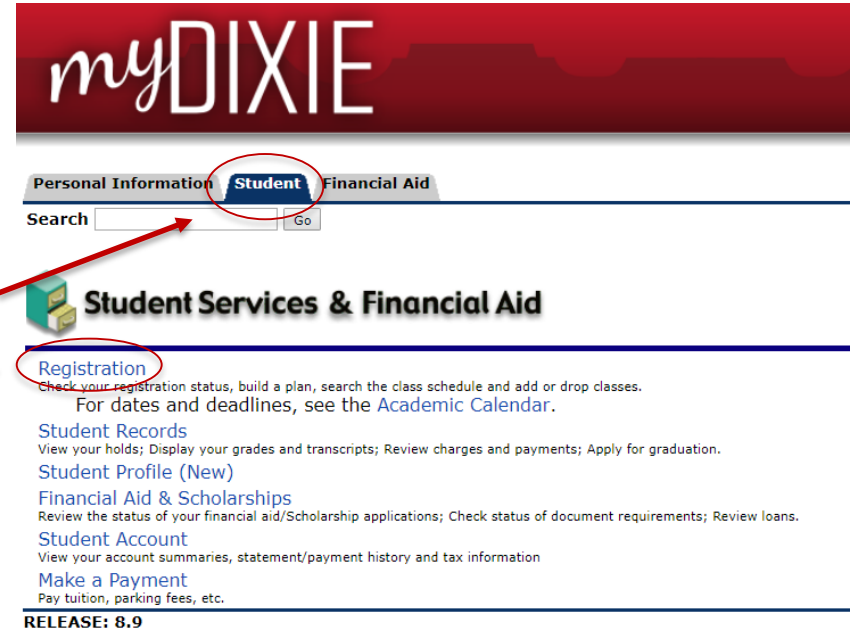 myDIXIE
Personal Information Student Financial Aid
Search Go
Student Services & Financial Aid
Registration
Check your registration status, build a plan, search the class schedule and add or drop classes.
For dates and deadlines, see the Academic Calendar.
Student Records
View your holds; Display your grades and transcripts; Review charges and payments; Apply for graduation.
Student Profile (New)
Financial Aid & Scholarships
Review the status of your financial aid/Scholarship applications; Check status of document requirements; Review loans.
Student Account
View your account summaries, statement/payment history and tax information
Make a Payment
Pay tuition, parking fees, etc.
RELEASE: 8.9